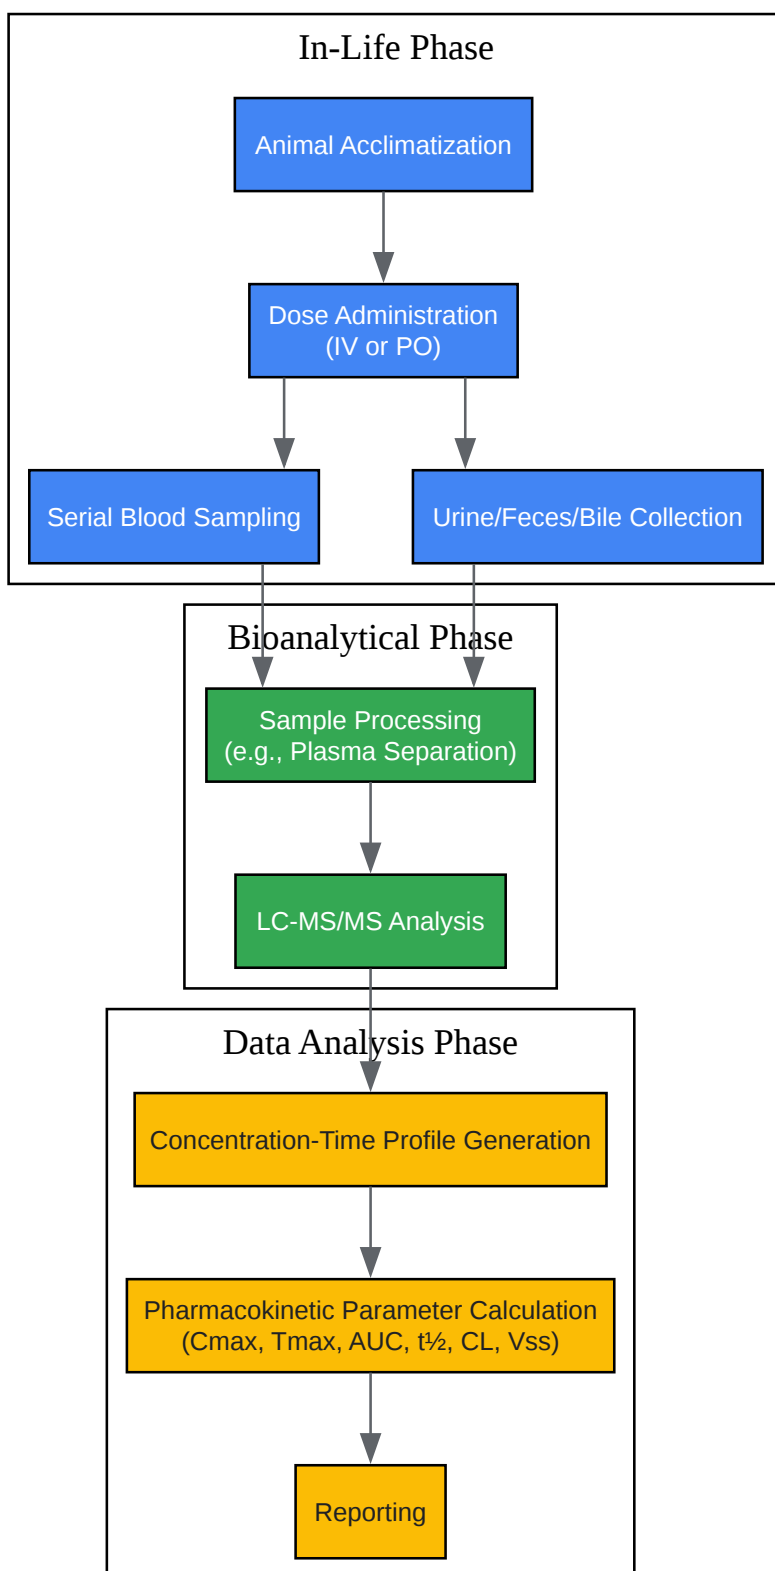 In-Life Phase
Animal Acclimatization
Dose Administration
(IV or PO)
Serial Blood Sampling
Urine/Feces/Bile Collection
Bioanalytical Phase
Sample Processing
(e.g., Plasma Separation)
LC-MS/MS Analysis
Data Analysis Phase
Concentration-Time Profile Generation
Pharmacokinetic Parameter Calculation
(Cmax, Tmax, AUC, t½, CL, Vss)
Reporting